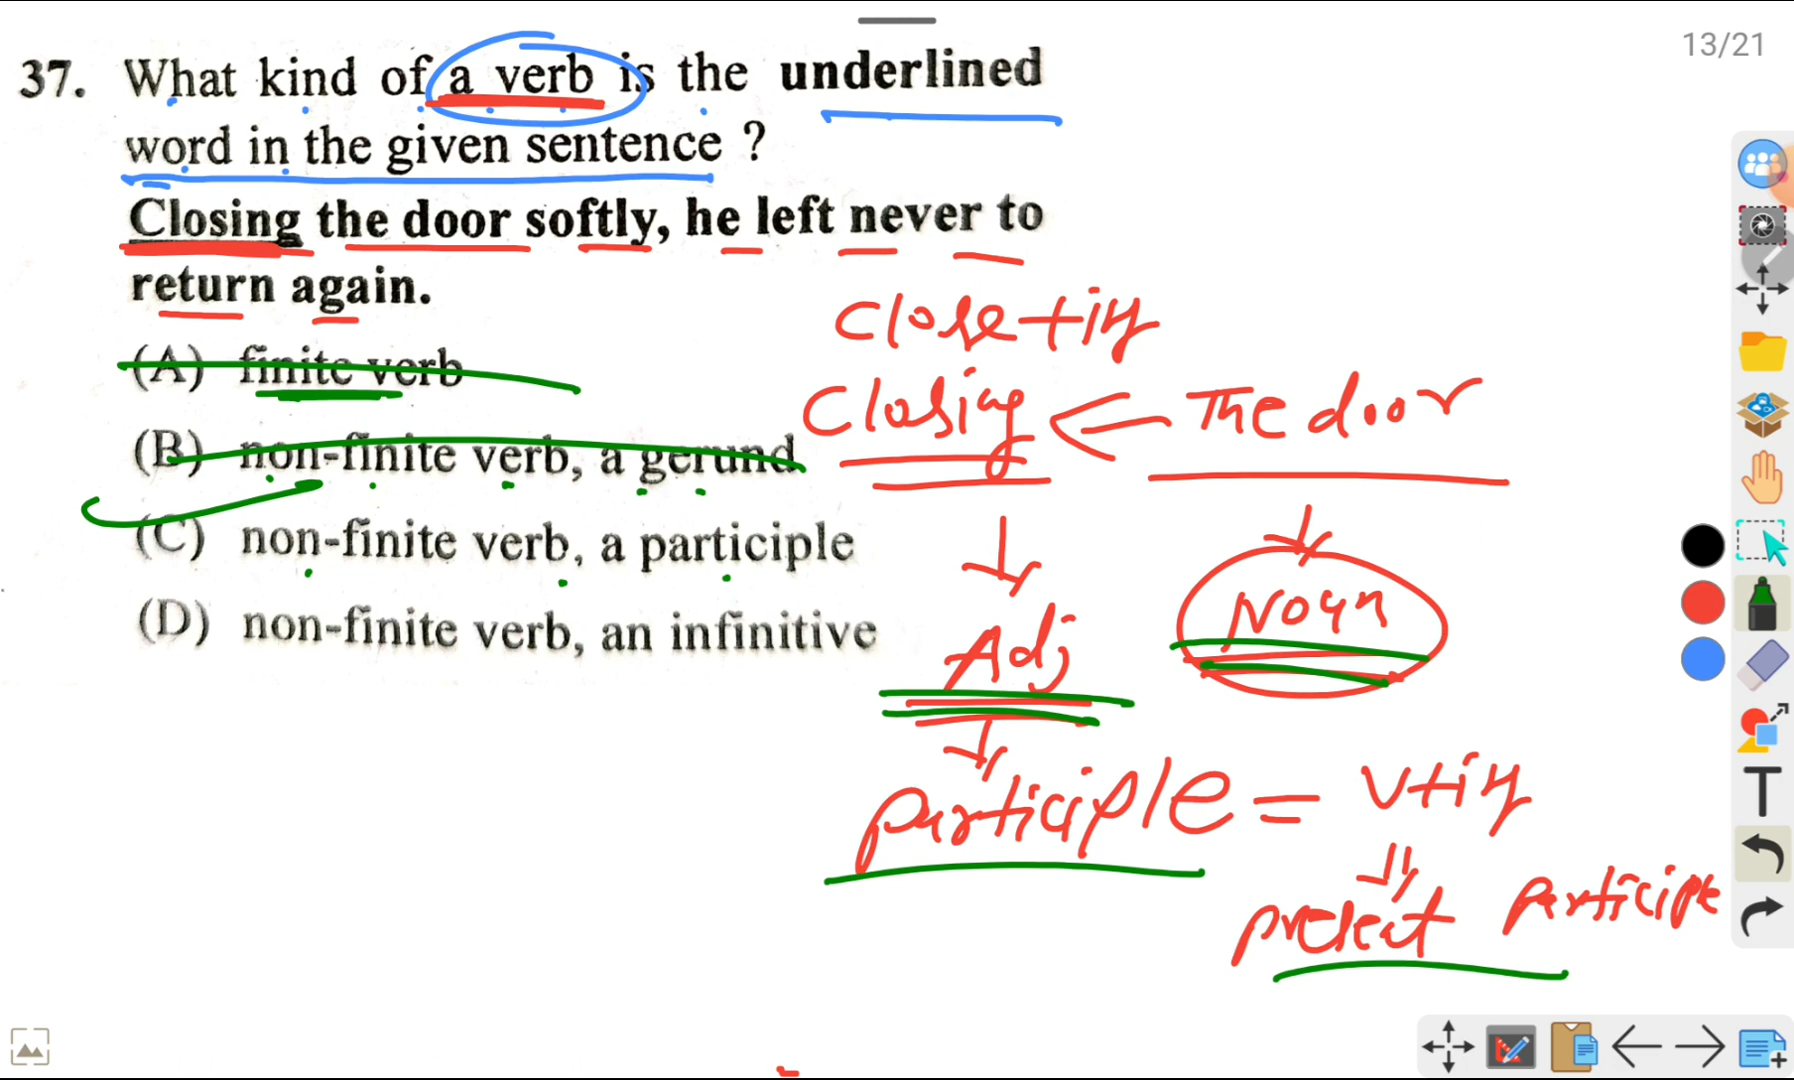 13/21
37. What kind of a verb is the underlined
word in the given sentence ?
Closing the door softly, he left never to
return again.
(A) finite verb
(B) non-finite verb, a gerund
(C) non-finite verb, a participle
(D) non-finite verb, an infinitive
Close+ing
Closing ← The door
Adj
Noun
participle = V+ing
present participle
T